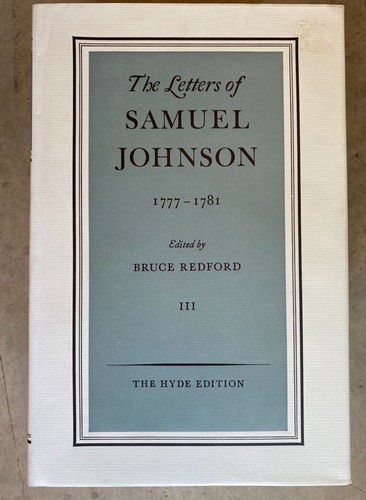 The Letters of
SAMUEL
JOHNSON
1777–1781
Edited by
BRUCE REDFORD
III
THE HYDE EDITION